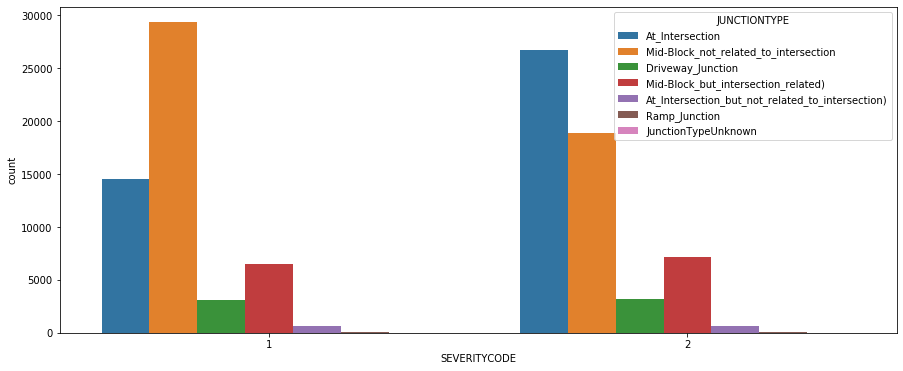 JUNCTIONTYPE
At_Intersection
Mid-Block_not_related_to_intersection
Driveway_Junction
Mid-Block_but_intersection_related)
At_Intersection_but_not_related_to_intersection)
Ramp_Junction
JunctionTypeUnknown
30000
25000
20000
15000
10000
5000
0
count
1
2
SEVERITYCODE